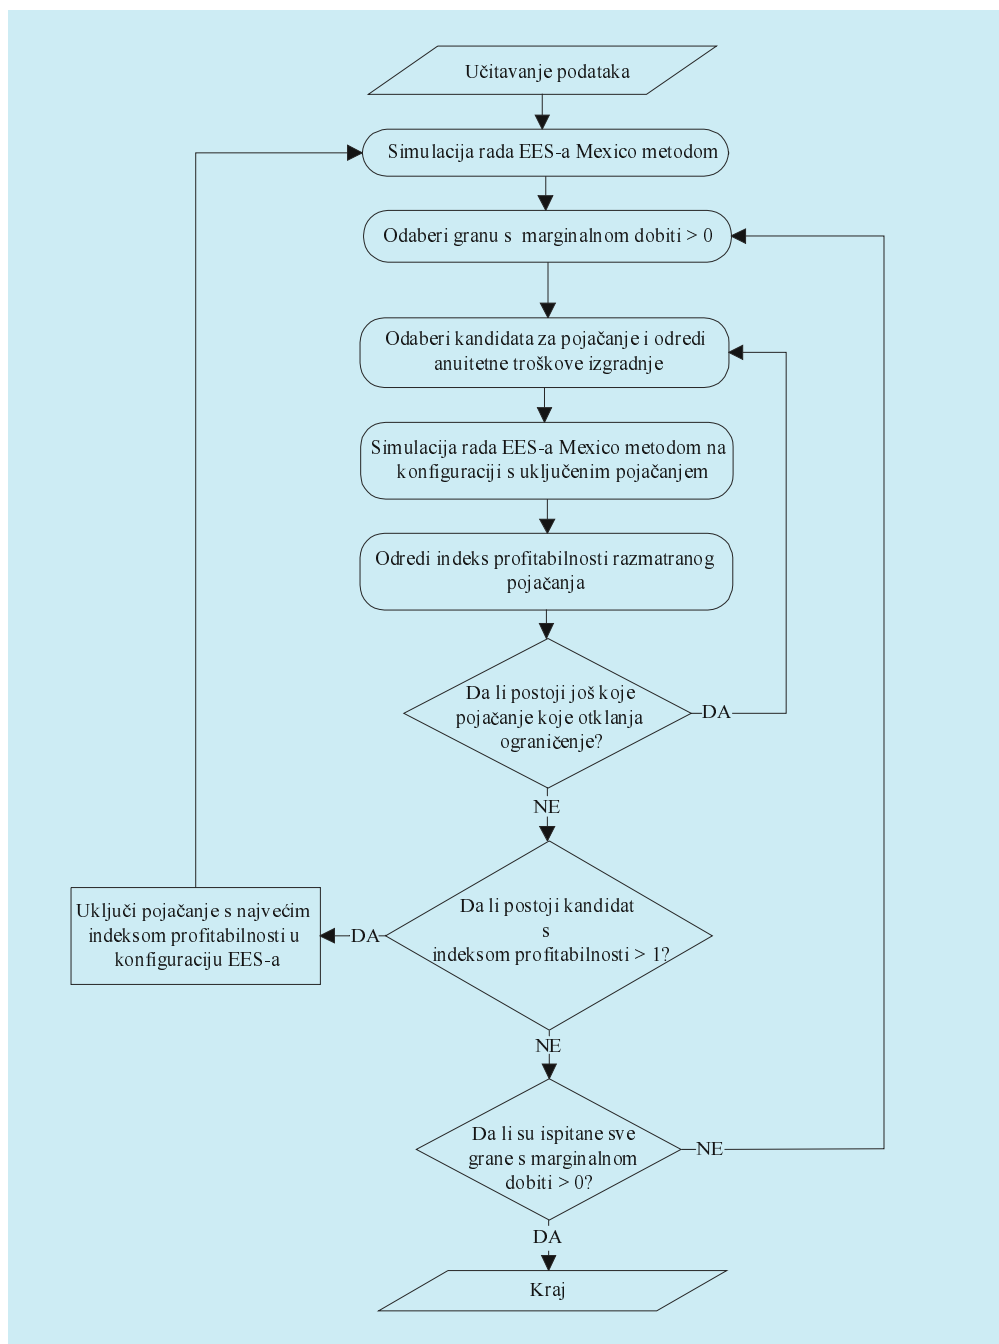 Učitavanje podataka
Simulacija rada EES-a Mexico metodom
Odaberi granu s marginalnom dobiti > 0
Odaberi kandidata za pojačanje i odredi
anuitetne troškove izgradnje
Simulacija rada EES-a Mexico metodom na
konfiguraciji s uključenim pojačanjem
Odredi indeks profitabilnosti razmatranog
pojačanja
Da li postoji još koje
pojačanje koje otklanja
ograničenje?
DA
NE
Da li postoji kandidat
s
indeksom profitabilnosti > 1?
DA
Uključi pojačanje s najvećim
indeksom profitabilnosti u
konfiguraciju EES-a
NE
Da li su ispitane sve
grane s marginalnom
dobiti > 0?
NE
DA
Kraj